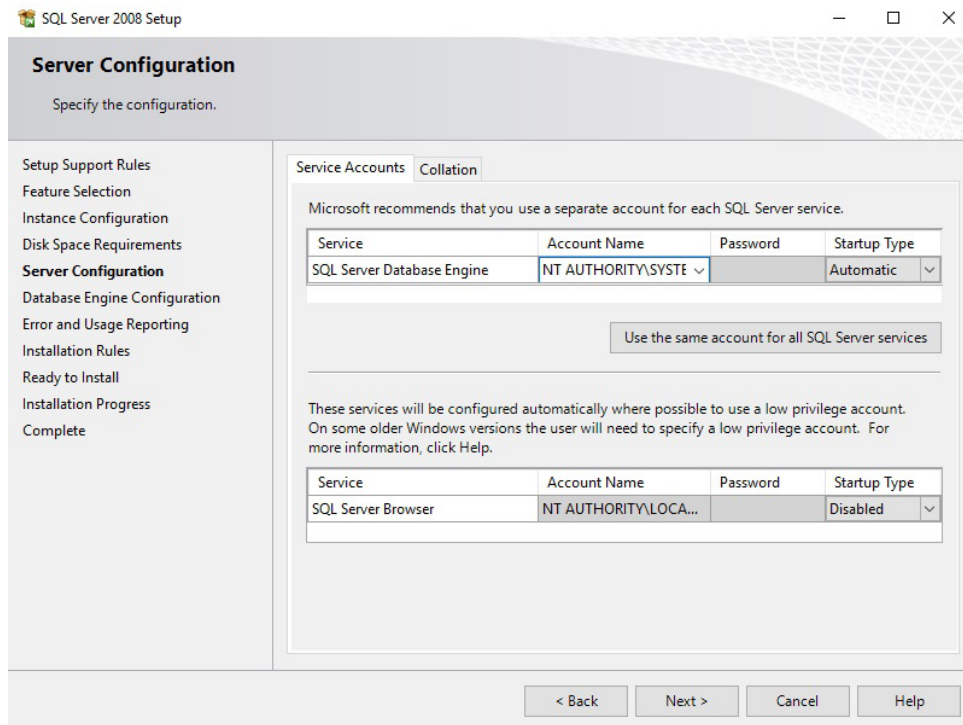 SQL Server 2008 Setup
Server Configuration
Specify the configuration.
Setup Support Rules
Feature Selection
Instance Configuration
Disk Space Requirements
Server Configuration
Database Engine Configuration
Error and Usage Reporting
Installation Rules
Ready to Install
Installation Progress
Complete
Service Accounts Collation
Microsoft recommends that you use a separate account for each SQL Server service.
Service Account Name Password Startup Type
SQL Server Database Engine NT AUTHORITY\SYSTE Automatic
Use the same account for all SQL Server services
These services will be configured automatically where possible to use a low privilege account.
On some older Windows versions the user will need to specify a low privilege account. For
more information, click Help.
Service Account Name Password Startup Type
SQL Server Browser NT AUTHORITY\LOCA... Disabled
< Back Next > Cancel Help